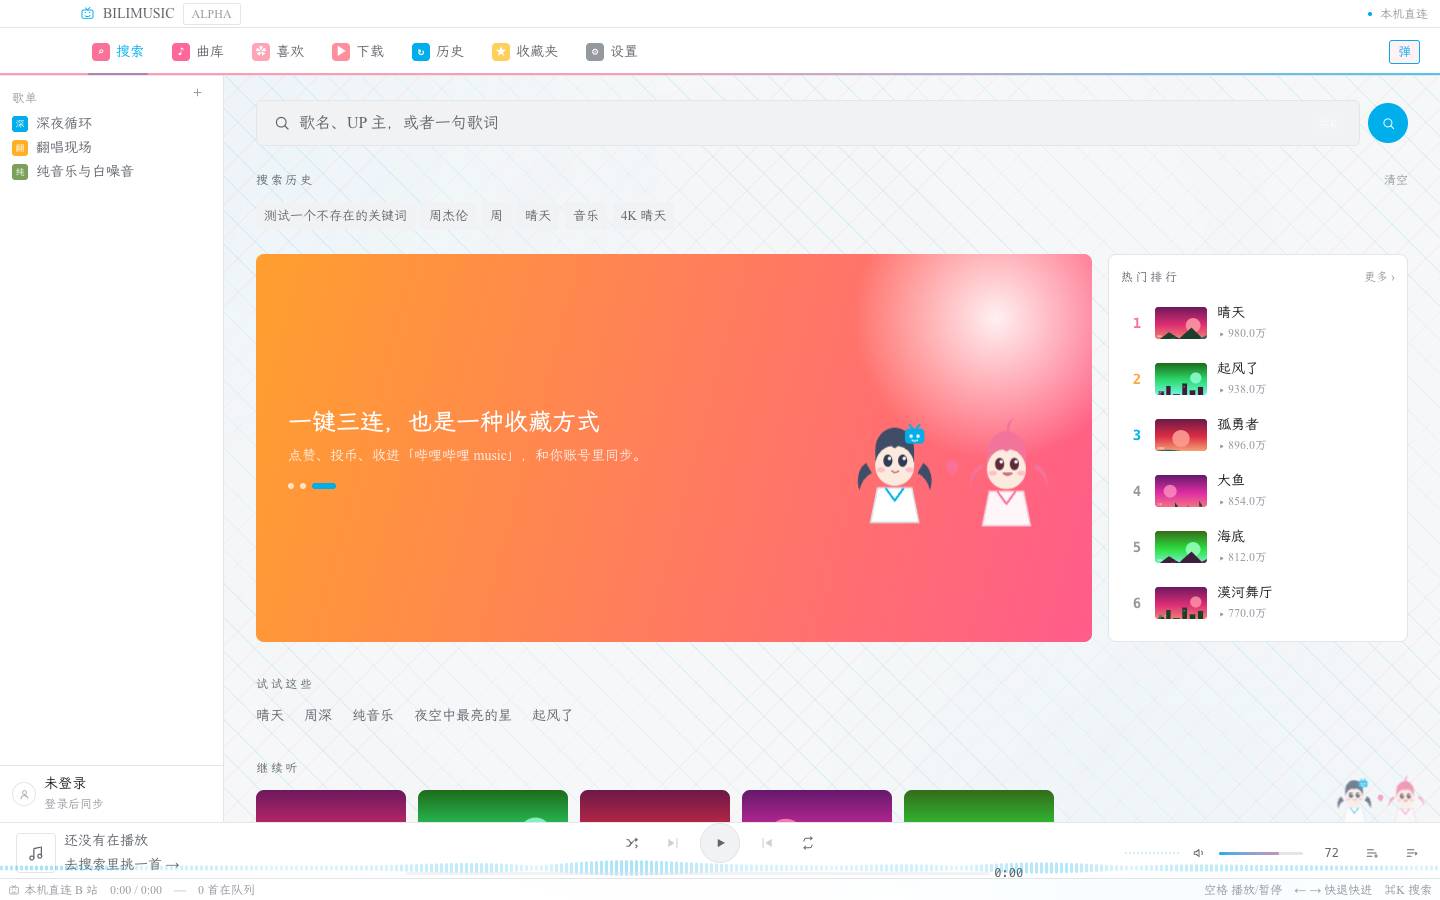 BILIMUSIC ALPHA 本机直连
搜索 曲库 喜欢 下载 历史 收藏夹 设置 弹
歌单 +
深 深夜循环
翻 翻唱现场
纯 纯音乐与白噪音
歌名、UP 主，或者一句歌词
搜索历史 清空
测试一个不存在的关键词 周杰伦 周 晴天 音乐 4K 晴天
一键三连，也是一种收藏方式
点赞、投币、收进「哔哩哔哩 music」，和你账号里同步。
热门排行 更多 ›
1 晴天
980.0万
2 起风了
938.0万
3 孤勇者
896.0万
4 大鱼
854.0万
5 海底
812.0万
6 漠河舞厅
770.0万
试试这些
晴天 周深 纯音乐 夜空中最亮的星 起风了
继续听
未登录
登录后同步
还没有在播放
去搜索里挑一首 →
0:00
72
本机直连 B 站 0:00 / 0:00 — 0 首在队列
空格 播放/暂停 ← → 快退快进 ⌘K 搜索